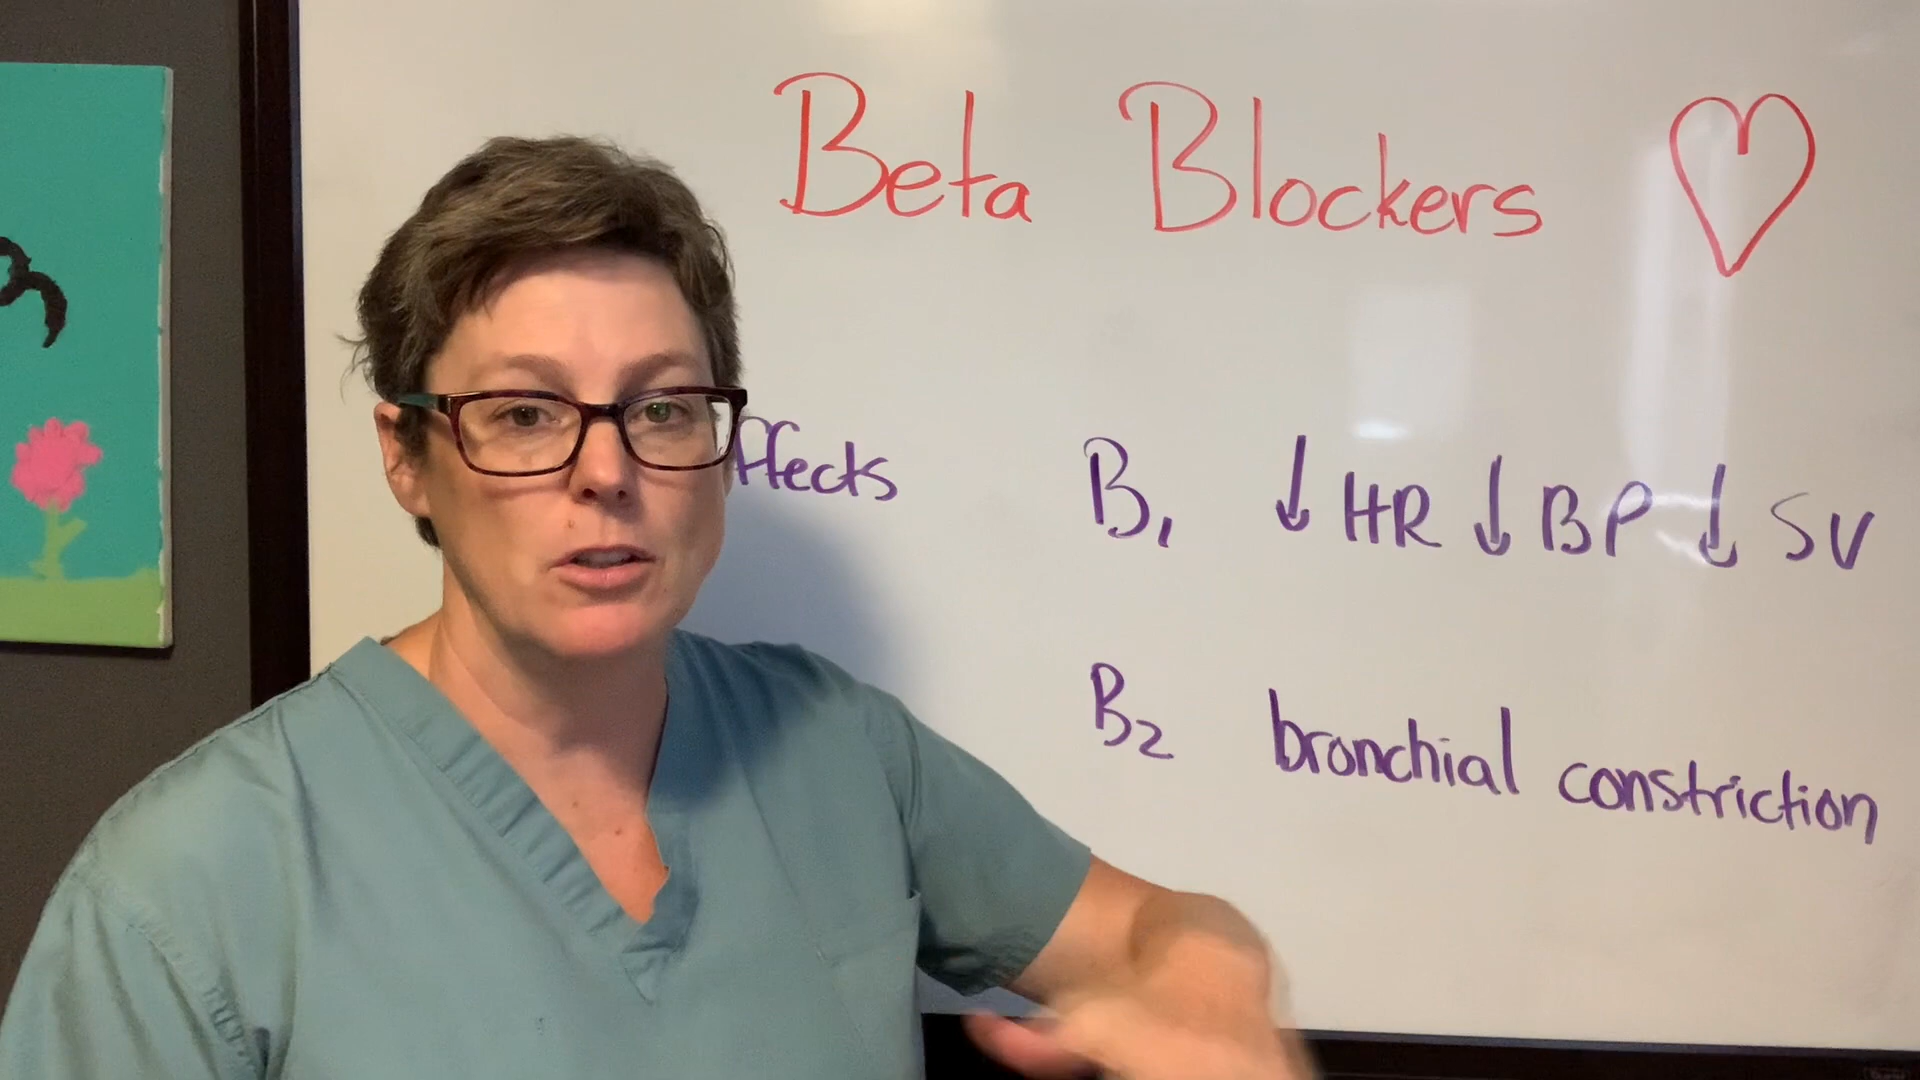 Beta Blockers
ffects B₁ ↓ HR ↓ BP ↓ SV
B₂ bronchial constriction